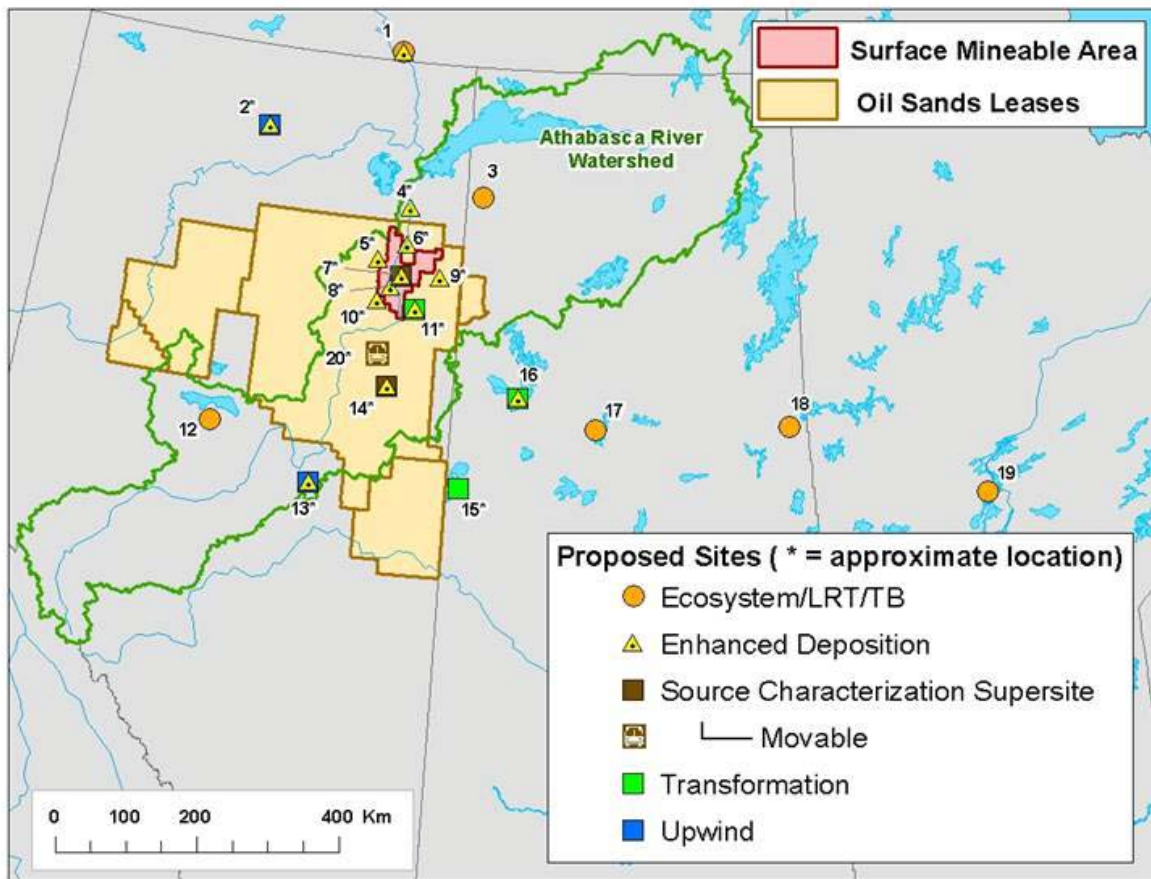 1
Surface Mineable Area
Oil Sands Leases
2*
Athabasca River
Watershed
3
4*
5*
6*
7*
9*
8*
10*
11*
20*
16
14*
17
18
12
13*
15*
19
Proposed Sites ( * = approximate location)
Ecosystem/LRT/TB
Enhanced Deposition
Source Characterization Supersite
Movable
Transformation
Upwind
0 100 200 400 Km